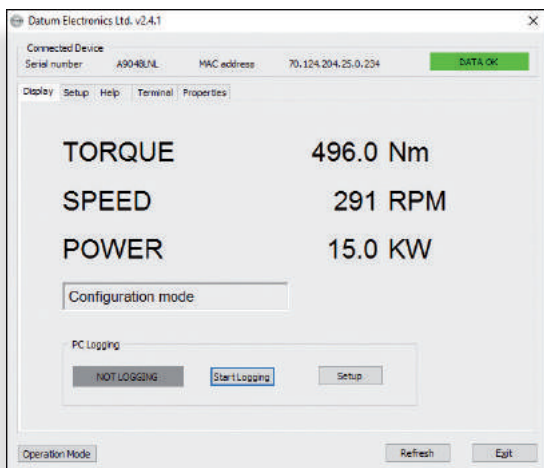 Datum Electronics Ltd. v2.4.1
Connected Device
Serial number A9048LNL MAC address 70.124.204.25.0.234 DATA OK
Display Setup Help Terminal Properties
TORQUE 496.0 Nm
SPEED 291 RPM
POWER 15.0 KW
Configuration mode
PC Logging
NOT LOGGING Start Logging Setup
Operation Mode Refresh Exit